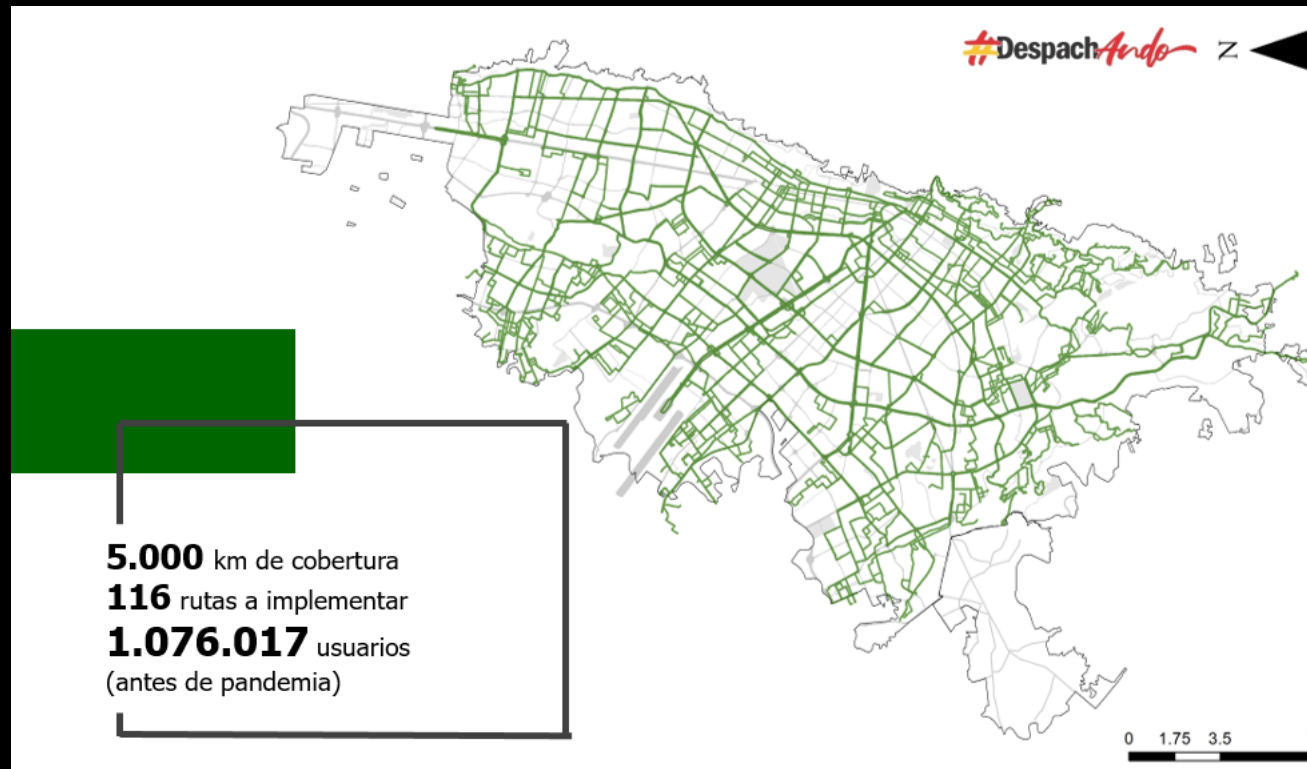 #DespachAndo
N
5.000 km de cobertura
116 rutas a implementar
1.076.017 usuarios
(antes de pandemia)
0 1.75 3.5